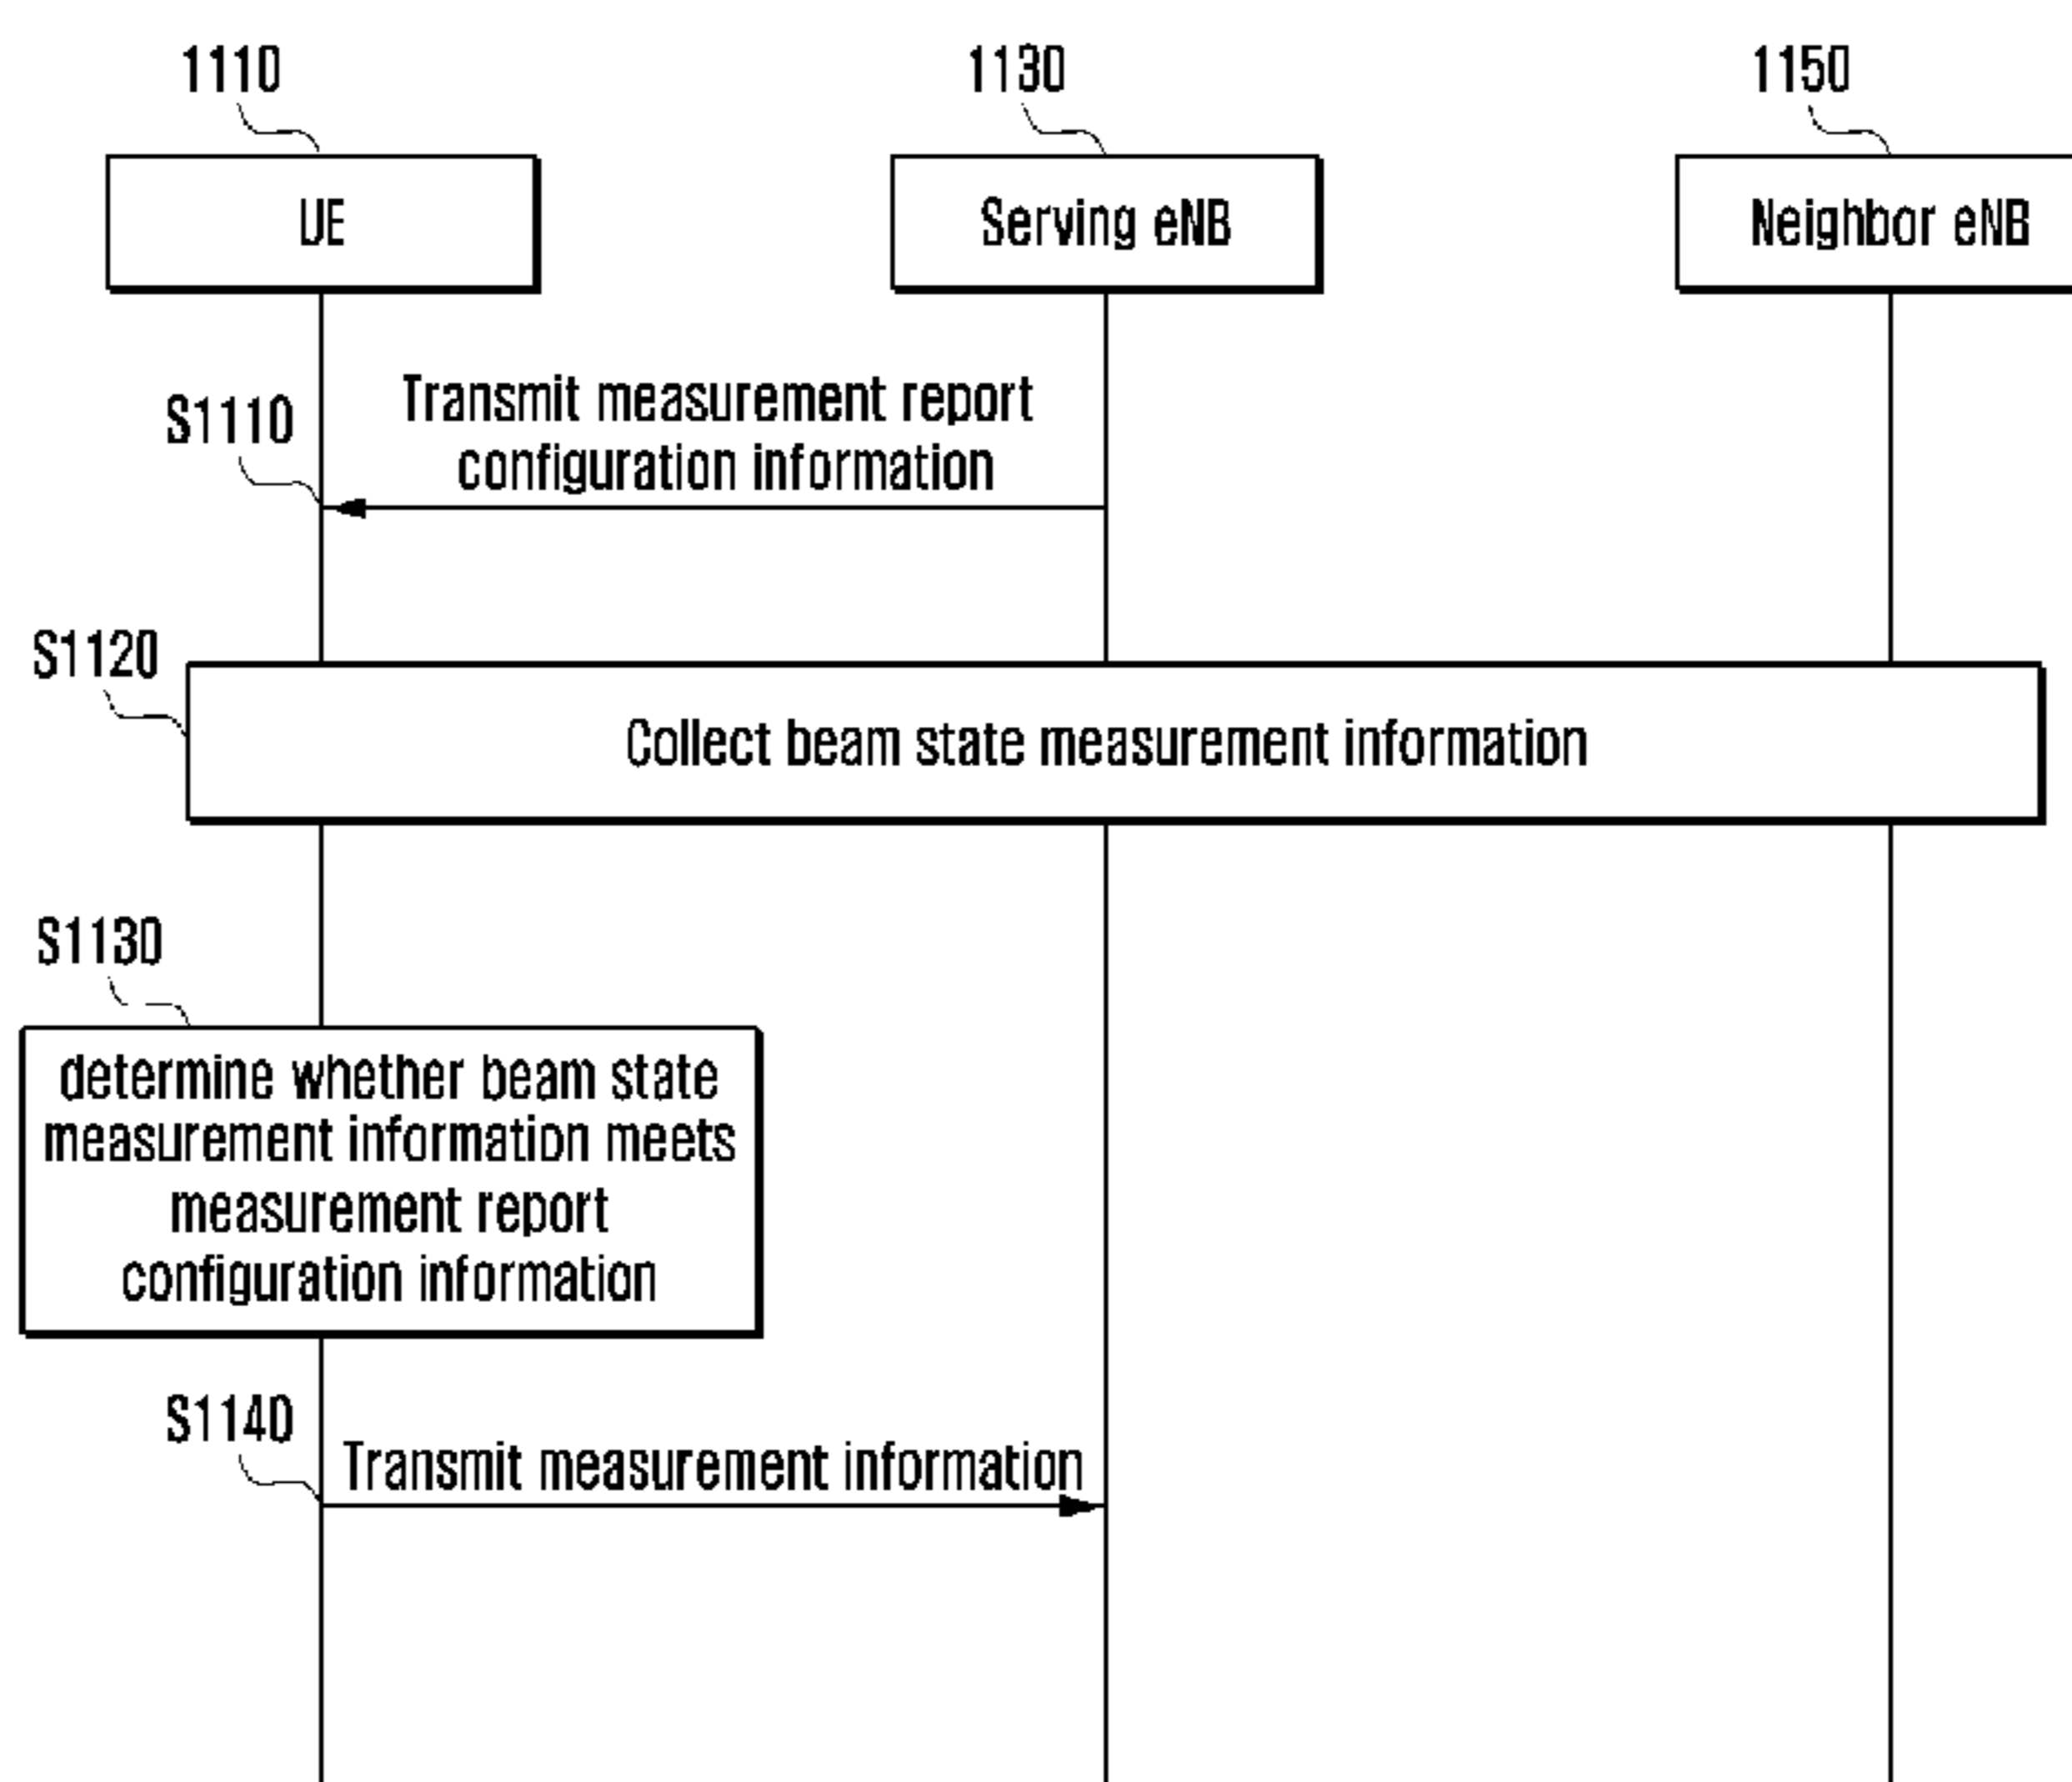 1110
1130
1150
UE
Serving eNB
Neighbor eNB
S1110
Transmit measurement report
configuration information
S1120
Collect beam state measurement information
S1130
determine whether beam state
measurement information meets
measurement report
configuration information
S1140
Transmit measurement information